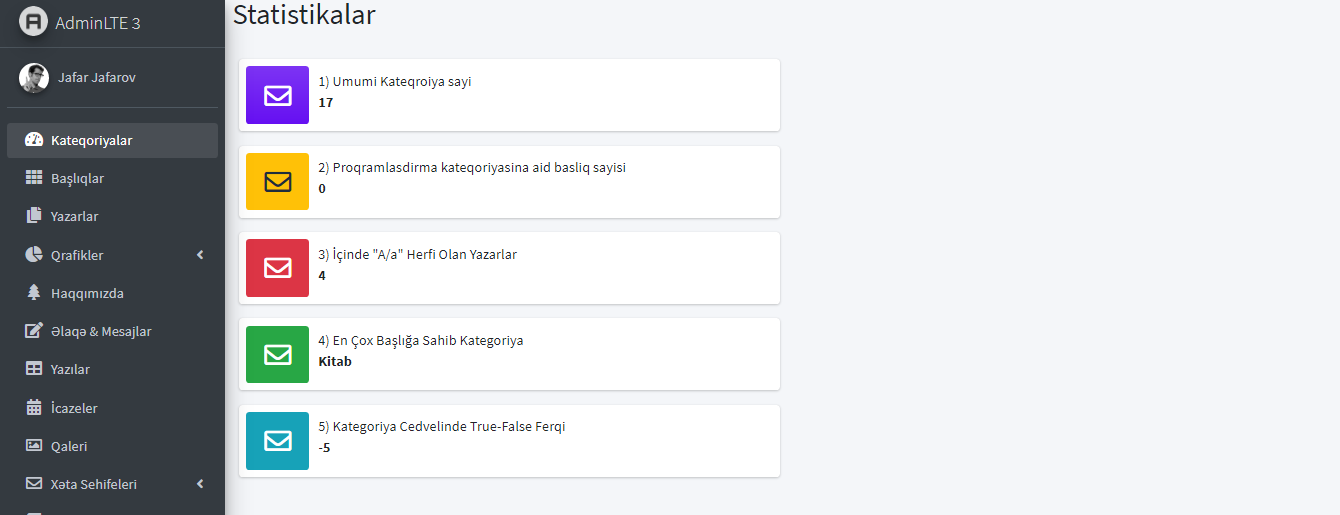 AdminLTE 3
Jafar Jafarov
Kateqoriyalar
Başlıqlar
Yazarlar
Qrafikler
Haqqımızda
Əlaqə & Mesajlar
Yazılar
İcazeler
Qaleri
Xəta Sehifeleri
Statistikalar
1) Umumi Kateqroiya sayi
17
2) Proqramlasdirma kateqoriyasina aid basliq sayisi
0
3) İçinde "A/a" Herfi Olan Yazarlar
4
4) En Çox Başlığa Sahib Kategoriya
Kitab
5) Kategoriya Cedvelinde True-False Ferqi
-5